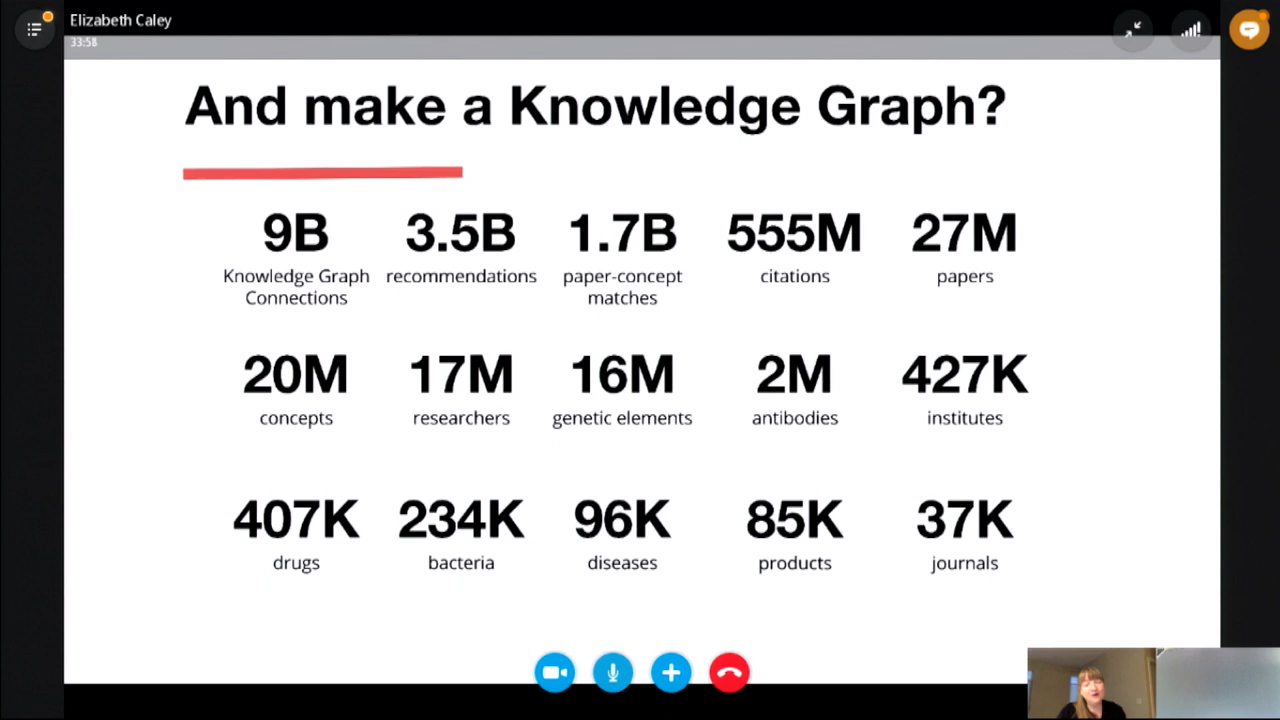 Elizabeth Caley
33:58
And make a Knowledge Graph?
9B 3.5B 1.7B 555M 27M
Knowledge Graph recommendations paper-concept citations papers
Connections matches
20M 17M 16M 2M 427K
concepts researchers genetic elements antibodies institutes
407K 234K 96K 85K 37K
drugs bacteria diseases products journals